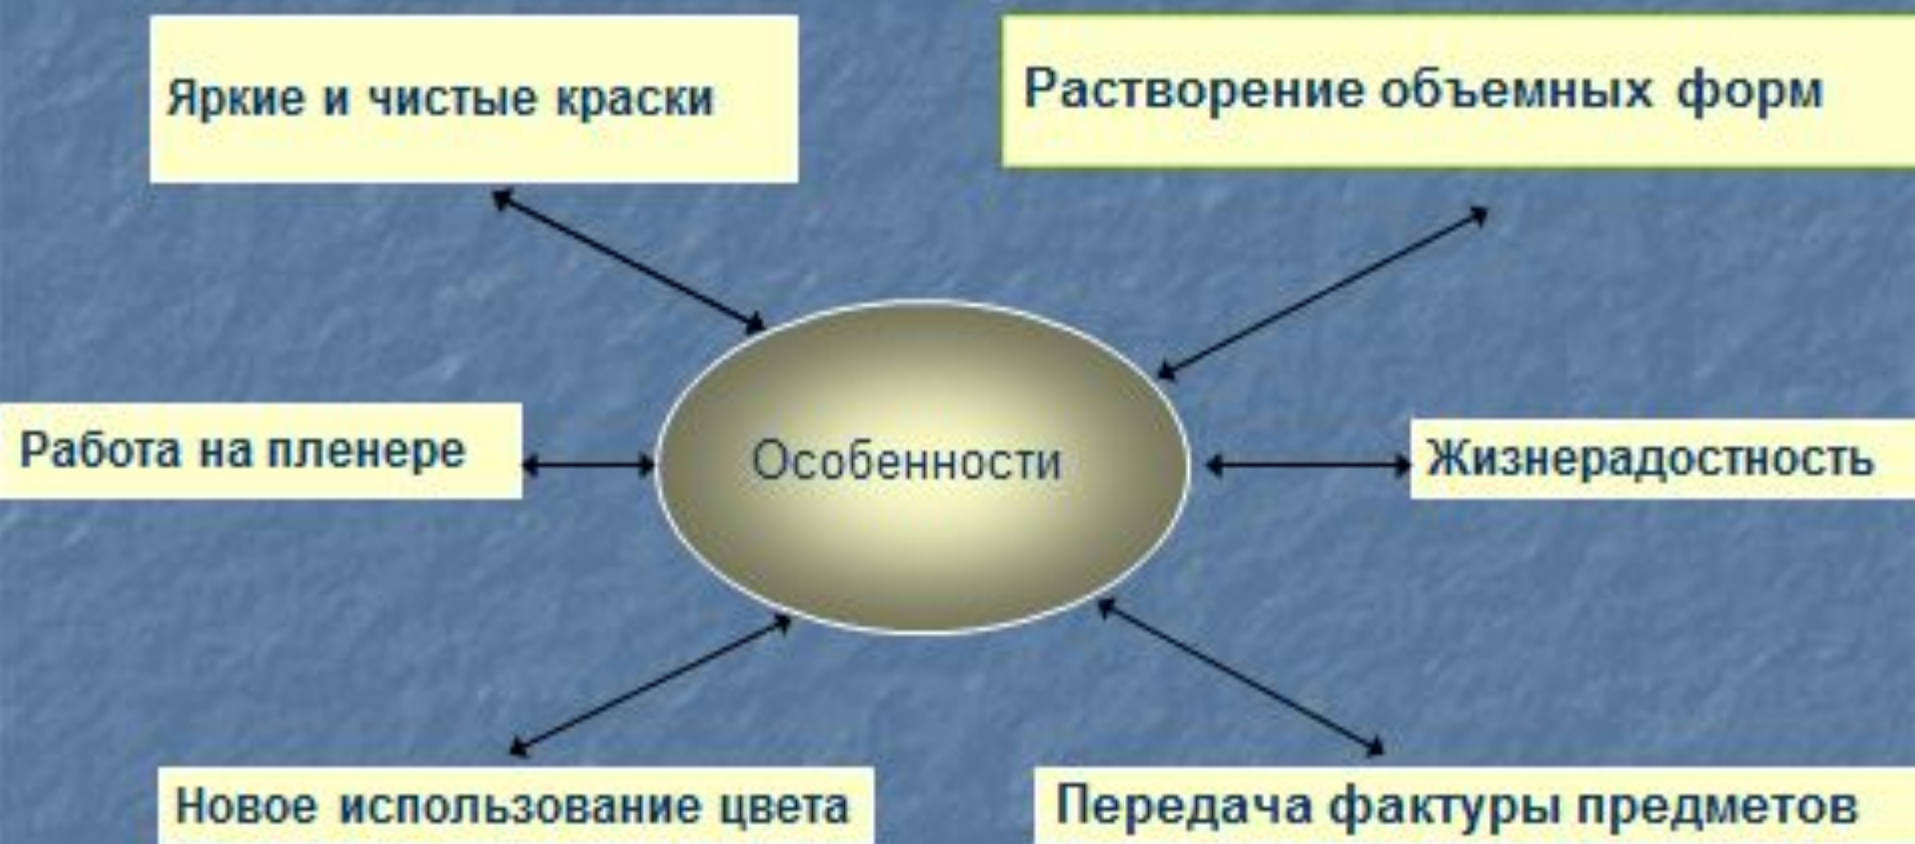 Яркие и чистые краски
Растворение объемных форм
Работа на пленере
Особенности
Жизнерадостность
Новое использование цвета
Передача фактуры предметов